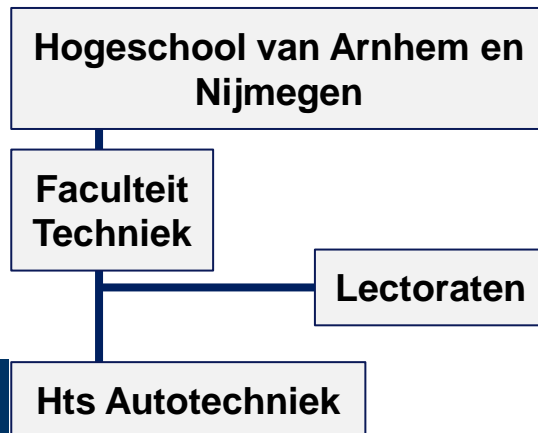 Hogeschool van Arnhem en
Nijmegen
Faculteit
Techniek
Lectoraten
Hts Autotechniek